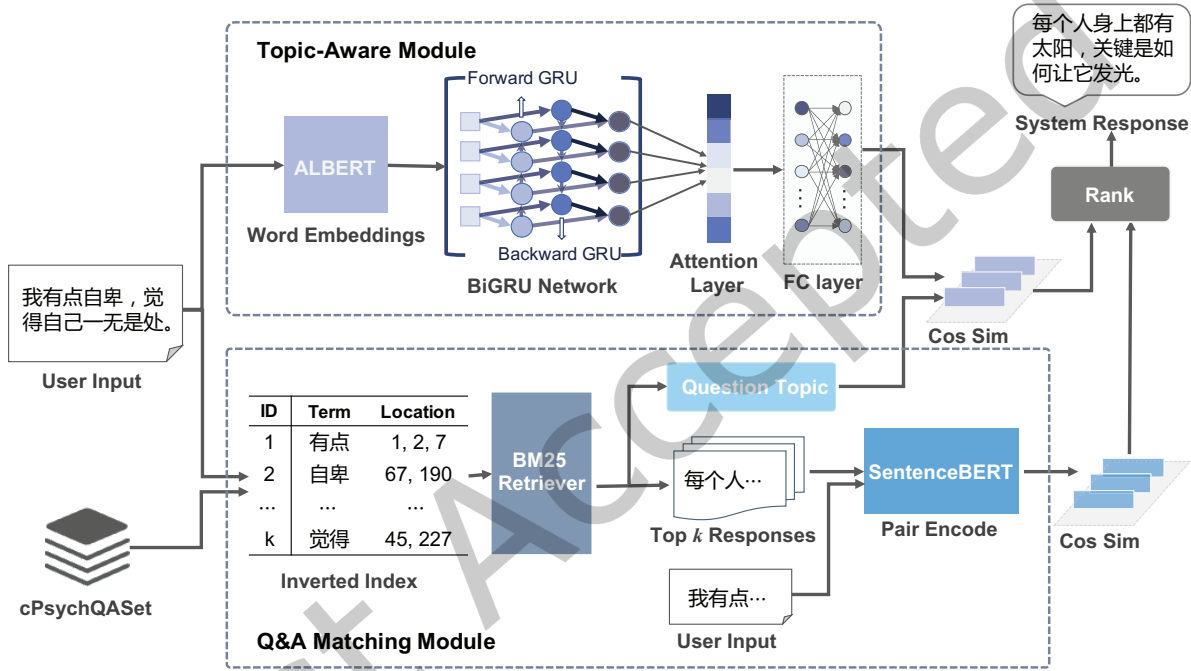 Topic-Aware Module
Forward GRU
ALBERT
Word Embeddings
Backward GRU
BiGRU Network
Attention
Layer
FC layer
每个人身上都有
太阳，关键是如
何让它发光。
System Response
Rank
Cos Sim
我有点自卑，觉
得自己一无是处。
User Input
cPsychQASet
ID Term Location
1 有点 1, 2, 7
2 自卑 67, 190
... ... ...
k 觉得 45, 227
Inverted Index
BM25
Retriever
Question Topic
每个人…
Top k Responses
我有点…
User Input
SentenceBERT
Pair Encode
Cos Sim
Q&A Matching Module
st Accepted